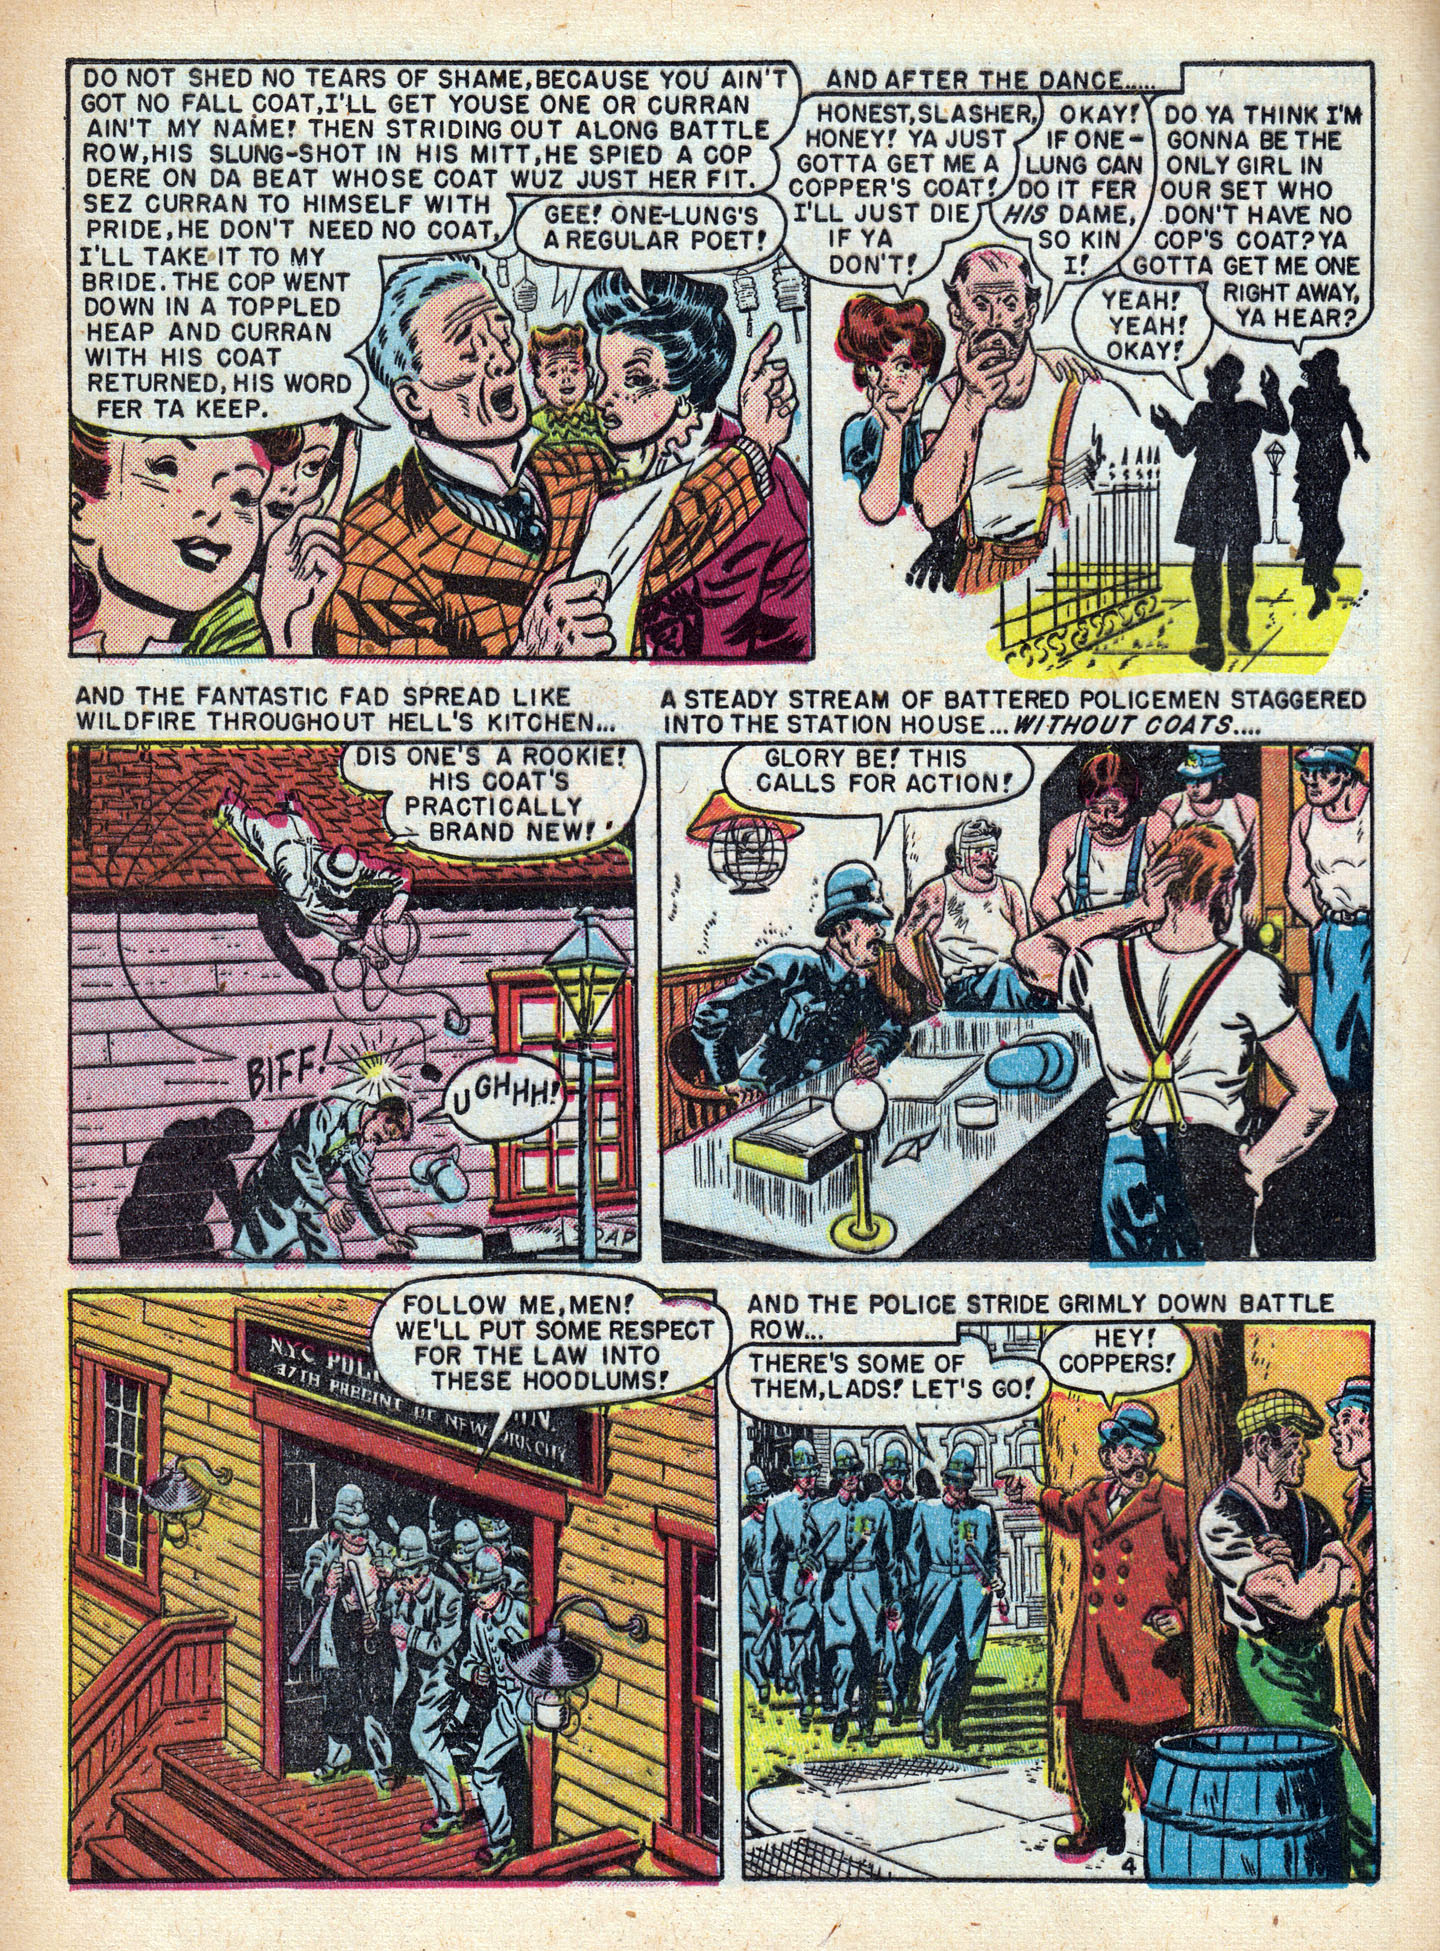 DO NOT SHED NO TEARS OF SHAME, BECAUSE YOU AIN'T
GOT NO FALL COAT, I'LL GET YOUSE ONE OR CURRAN
AIN'T MY NAME! THEN STRIDING OUT ALONG BATTLE
ROW, HIS SLUNG-SHOT IN HIS MITT, HE SPIED A COP
DERE ON DA BEAT WHOSE COAT WUZ JUST HER FIT.
SEZ CURRAN TO HIMSELF WITH
PRIDE, HE DON'T NEED NO COAT,
I'LL TAKE IT TO MY
BRIDE. THE COP WENT
DOWN IN A TOPPLED
HEAP AND CURRAN
WITH HIS COAT
RETURNED, HIS WORD
FER TA KEEP.
GEE! ONE-LUNG'S
A REGULAR POET!
AND AFTER THE DANCE.....
HONEST, SLASHER,
HONEY! YA JUST
GOTTA GET ME A
COPPER'S COAT!
I'LL JUST DIE
IF YA
DON'T!
OKAY!
IF ONE-
LUNG CAN
DO IT FER
HIS DAME,
SO KIN
I!
DO YA THINK I'M
GONNA BE THE
ONLY GIRL IN
OUR SET WHO
DON'T HAVE NO
COP'S COAT? YA
GOTTA GET ME ONE
RIGHT AWAY,
YA HEAR?
YEAH!
YEAH!
OKAY!
AND THE FANTASTIC FAD SPREAD LIKE
WILDFIRE THROUGHOUT HELL'S KITCHEN...
DIS ONE'S A ROOKIE!
HIS COAT'S
PRACTICALLY
BRAND NEW!
BIFF!
UGHHH!
A STEADY STREAM OF BATTERED POLICEMEN STAGGERED
INTO THE STATION HOUSE... WITHOUT COATS....
GLORY BE! THIS
CALLS FOR ACTION!
FOLLOW ME, MEN!
WE'LL PUT SOME RESPECT
FOR THE LAW INTO
THESE HOODLUMS!
NYC
37TH PRECINT OF NEW YORK CITY
AND THE POLICE STRIDE GRIMLY DOWN BATTLE
ROW...
THERE'S SOME OF
THEM, LADS! LET'S GO!
HEY!
COPPERS!
4